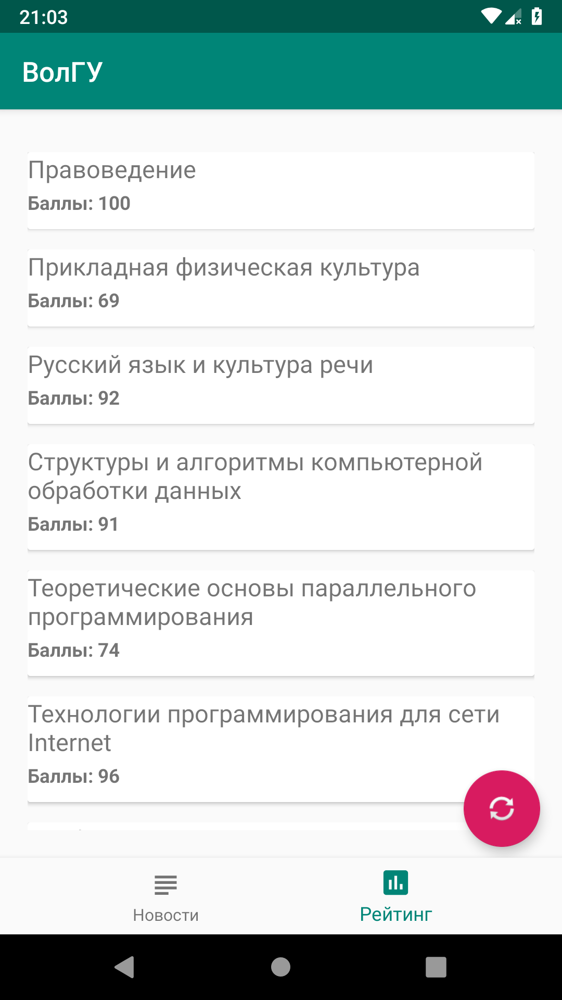 21:03
ВолГУ
Правоведение
Баллы: 100
Прикладная физическая культура
Баллы: 69
Русский язык и культура речи
Баллы: 92
Структуры и алгоритмы компьютерной
обработки данных
Баллы: 91
Теоретические основы параллельного
программирования
Баллы: 74
Технологии программирования для сети
Internet
Баллы: 96
Новости
Рейтинг